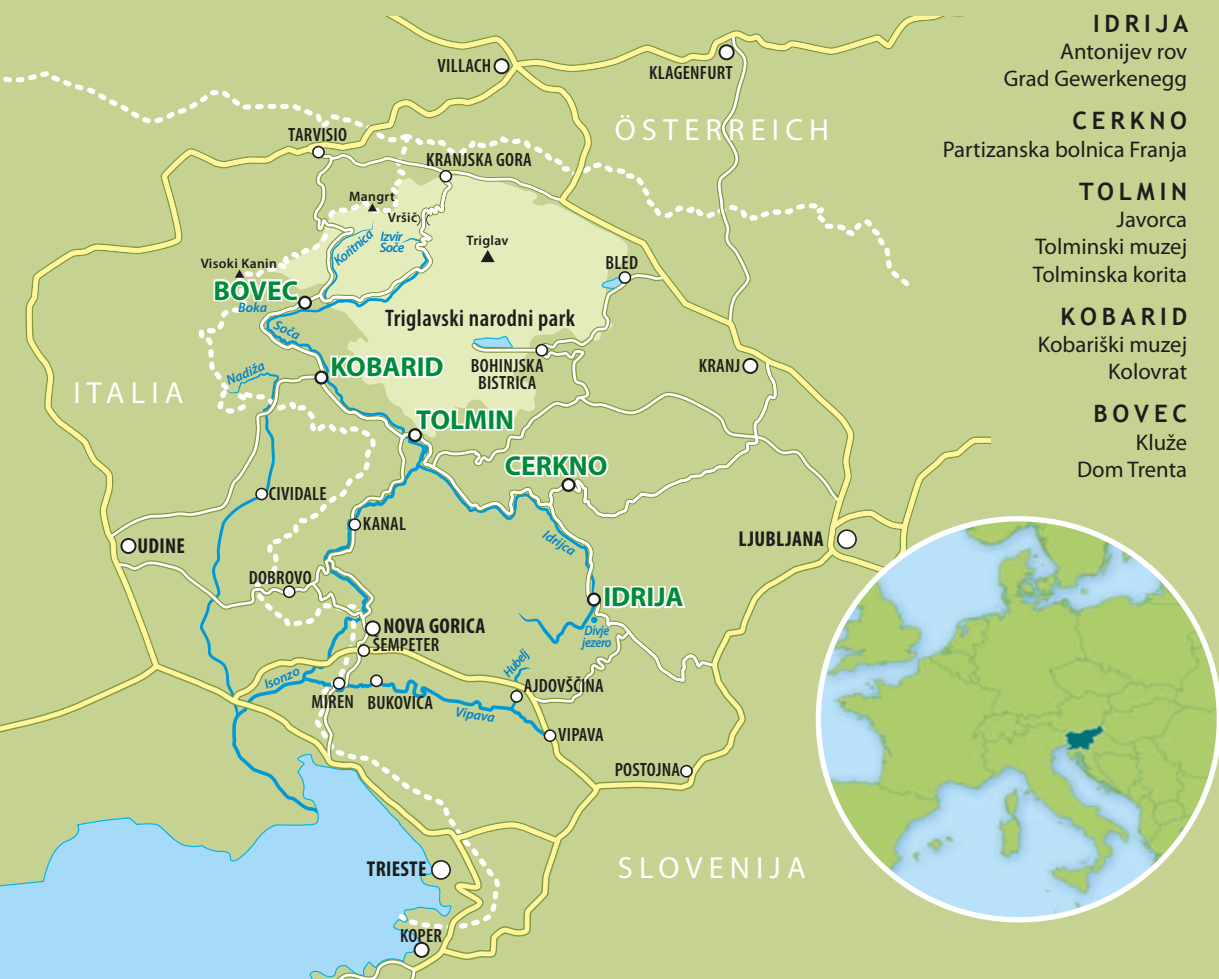 VILLACH
KLAGENFURT
ÖSTERREICH
TARVISIO
KRANJSKA GORA
Mangrt
Vršič
Koritnica
Izvir
Soče
Triglav
Visoki Kanin
BLED
BOVEC
Boka
Soča
Triglavski narodni park
KOBARID
BOHINJSKA
BISTRICA
KRANJ
Nadiža
ITALIA
TOLMIN
CERKNO
CIVIDALE
KANAL
Idrijca
LJUBLJANA
UDINE
DOBROVO
IDRIJA
NOVA GORICA
Divje
jezero
ŠEMPETER
Hubelj
Isonzo
AJDOVŠČINA
MIREN
BUKOVICA
Vipava
VIPAVA
POSTOJNA
TRIESTE
SLOVENIJA
KOPER
IDRIJA
Antonijev rov
Grad Gewerkenegg
CERKNO
Partizanska bolnica Franja
TOLMIN
Javorca
Tolminski muzej
Tolminska korita
KOBARID
Kobariški muzej
Kolovrat
BOVEC
Kluže
Dom Trenta